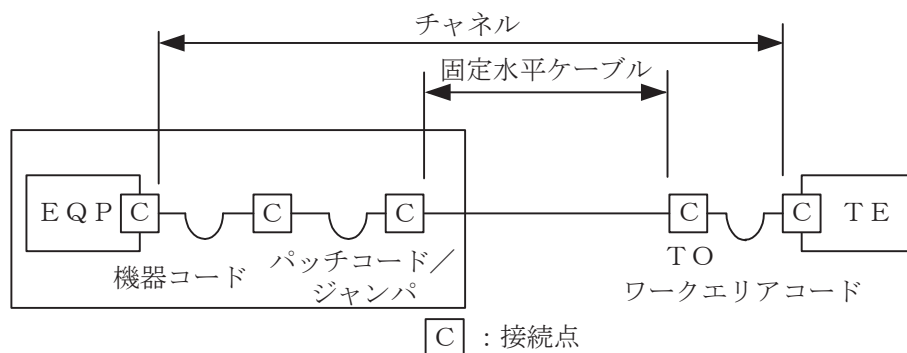 チャネル
固定水平ケーブル
EQP
C
C
C
C
C
TE
機器コード
パッチコード/
ジャンパ
TO
ワークエリアコード
C :接続点